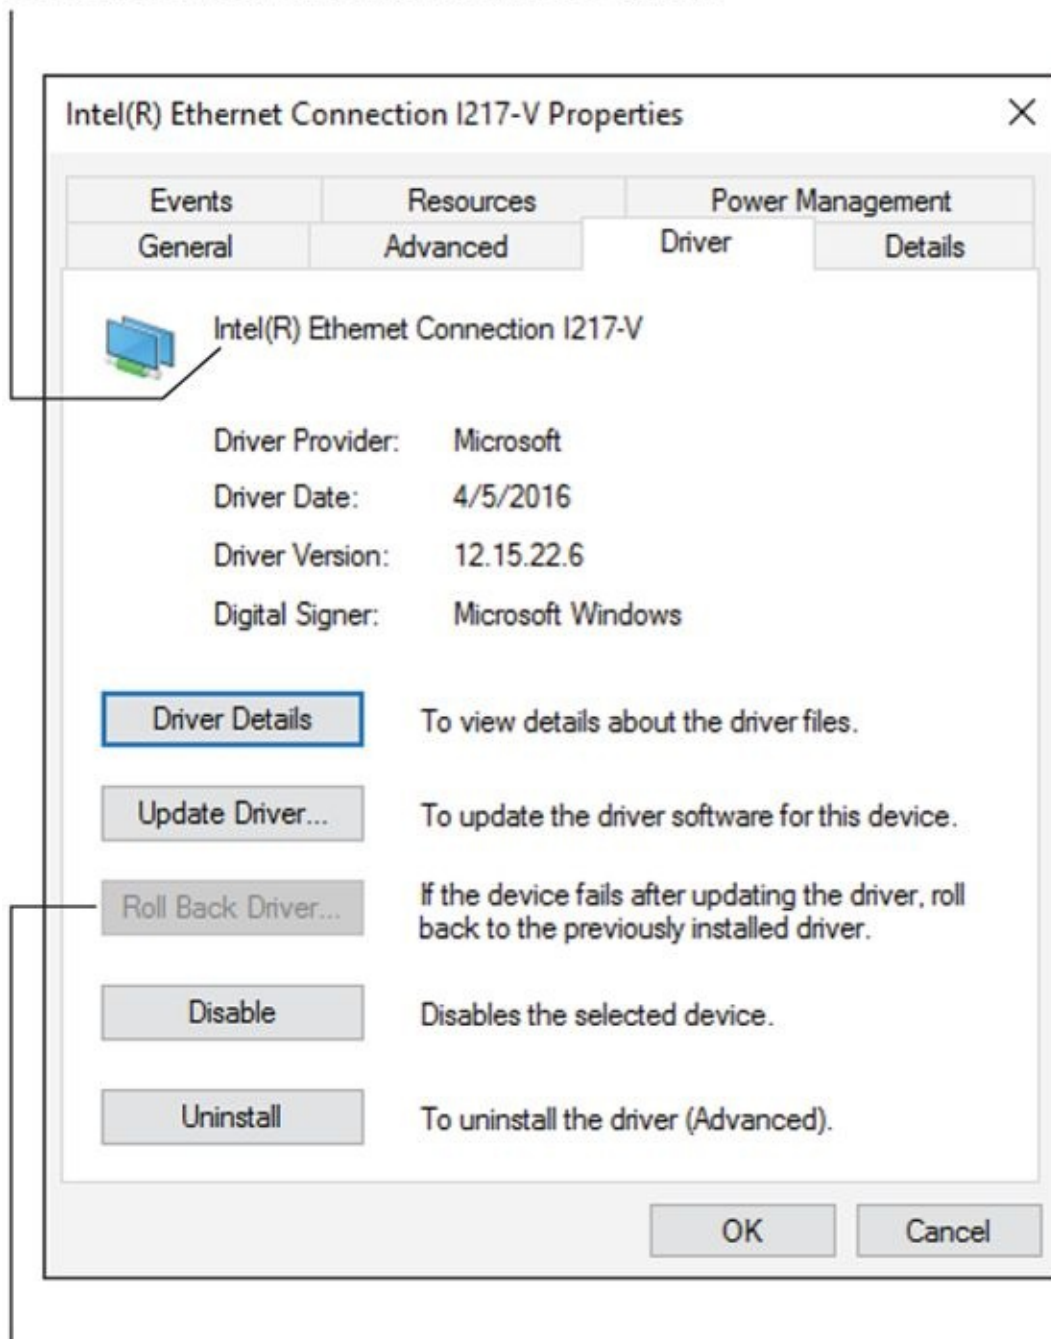 Intel(R) Ethernet Connection I217-V Properties
Events Resources Power Management
General Advanced Driver Details
Intel(R) Ethernet Connection I217-V
Driver Provider: Microsoft
Driver Date: 4/5/2016
Driver Version: 12.15.22.6
Digital Signer: Microsoft Windows
Driver Details To view details about the driver files.
Update Driver... To update the driver software for this device.
Roll Back Driver... If the device fails after updating the driver, roll
back to the previously installed driver.
Disable Disables the selected device.
Uninstall To uninstall the driver (Advanced).
OK Cancel